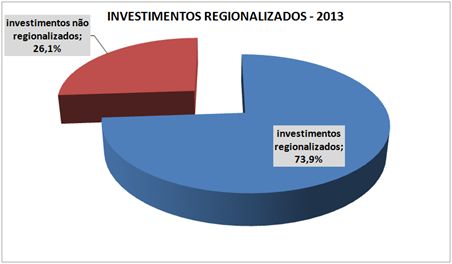 INVESTIMENTOS REGIONALIZADOS - 2013
investimentos não
regionalizados;
26,1%
investimentos
regionalizados;
73,9%